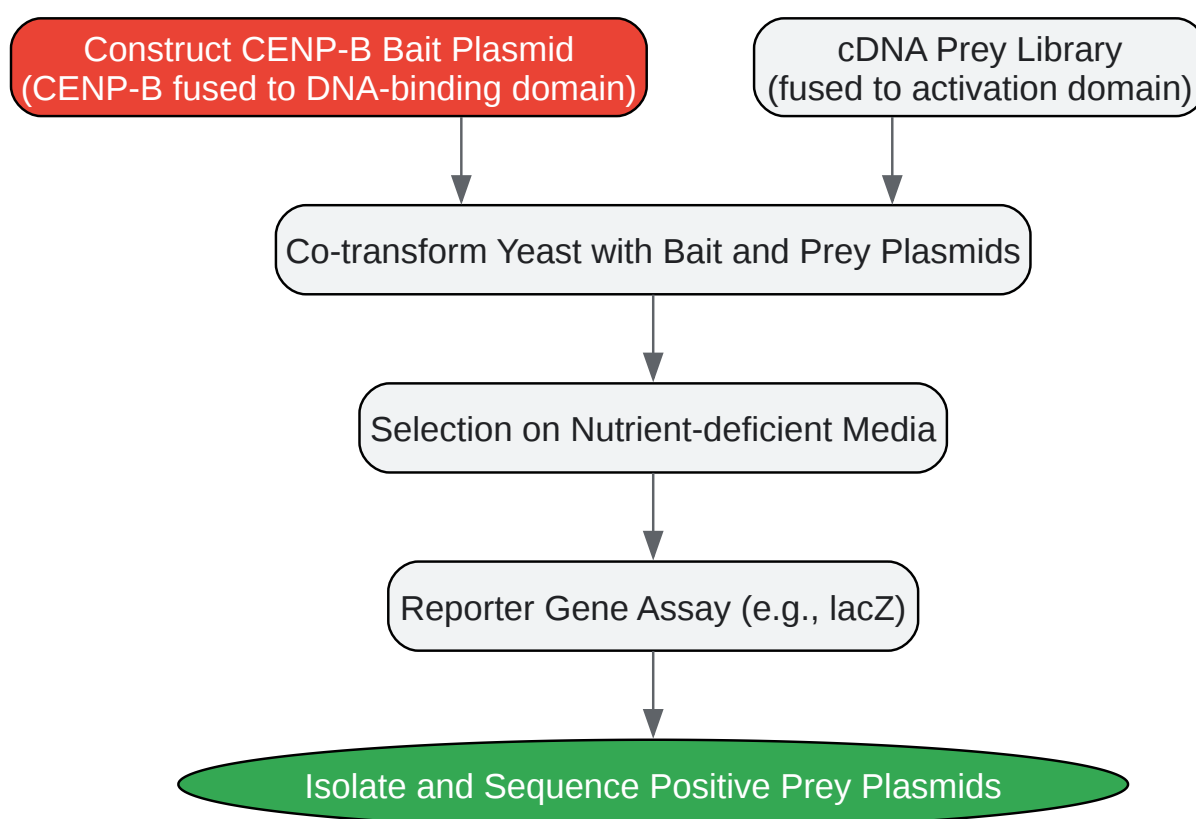 Construct CENP-B Bait Plasmid
(CENP-B fused to DNA-binding domain)
cDNA Prey Library
(fused to activation domain)
Co-transform Yeast with Bait and Prey Plasmids
Selection on Nutrient-deficient Media
Reporter Gene Assay (e.g., lacZ)
Isolate and Sequence Positive Prey Plasmids